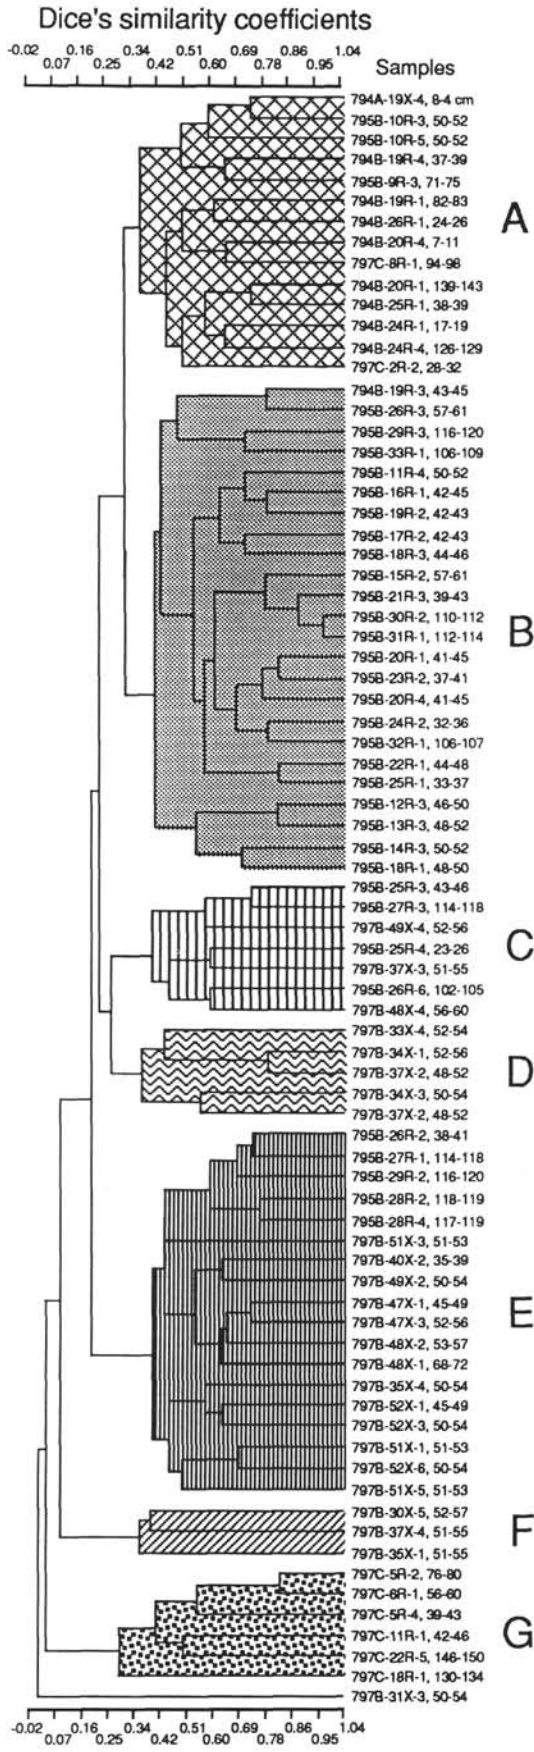 Dice's similarity coefficients
-0.02 0.16 0.34 0.51 0.69 0.86 1.04
0.07 0.25 0.42 0.60 0.78 0.95
Samples
794A-19X-4, 8-4 cm
795B-10R-3, 50-52
795B-10R-5, 50-52
794B-19R-4, 37-39
795B-9R-3, 71-75
794B-19R-1, 82-83
794B-26R-1, 24-26
794B-20R-4, 7-11
797C-8R-1, 94-98
794B-20R-1, 139-143
794B-25R-1, 38-39
794B-24R-1, 17-19
794B-24R-4, 126-129
797C-2R-2, 28-32
A
794B-19R-3, 43-45
795B-26R-3, 57-61
795B-29R-3, 116-120
795B-33R-1, 106-109
795B-11R-4, 50-52
795B-16R-1, 42-45
795B-19R-2, 42-43
795B-17R-2, 42-43
795B-18R-3, 44-46
795B-15R-2, 57-61
795B-21R-3, 39-43
795B-30R-2, 110-112
795B-31R-1, 112-114
795B-20R-1, 41-45
795B-23R-2, 37-41
795B-20R-4, 41-45
795B-24R-2, 32-36
795B-32R-1, 106-107
795B-22R-1, 44-48
795B-25R-1, 33-37
795B-12R-3, 46-50
795B-13R-3, 48-52
795B-14R-3, 50-52
795B-18R-1, 48-50
B
795B-25R-3, 43-46
795B-27R-3, 114-118
797B-49X-4, 52-56
795B-25R-4, 23-26
797B-37X-3, 51-55
795B-26R-6, 102-105
797B-48X-4, 56-60
C
797B-33X-4, 52-54
797B-34X-1, 52-56
797B-37X-2, 48-52
797B-34X-3, 50-54
797B-37X-2, 48-52
D
795B-26R-2, 38-41
795B-27R-1, 114-118
795B-29R-2, 116-120
795B-28R-2, 118-119
795B-28R-4, 117-119
797B-51X-3, 51-53
797B-40X-2, 35-39
797B-49X-2, 50-54
797B-47X-1, 45-49
797B-47X-3, 52-56
797B-48X-2, 53-57
797B-48X-1, 68-72
797B-35X-4, 50-54
797B-52X-1, 45-49
797B-52X-3, 50-54
797B-51X-1, 51-53
797B-52X-6, 50-54
797B-51X-5, 51-53
E
797B-30X-5, 52-57
797B-37X-4, 51-55
797B-35X-1, 51-55
F
797C-5R-2, 76-80
797C-6R-1, 56-60
797C-5R-4, 39-43
797C-11R-1, 42-46
797C-22R-5, 146-150
797C-18R-1, 130-134
G
797B-31X-3, 50-54
-0.02 0.16 0.34 0.51 0.69 0.86 1.04
0.07 0.25 0.42 0.60 0.78 0.95